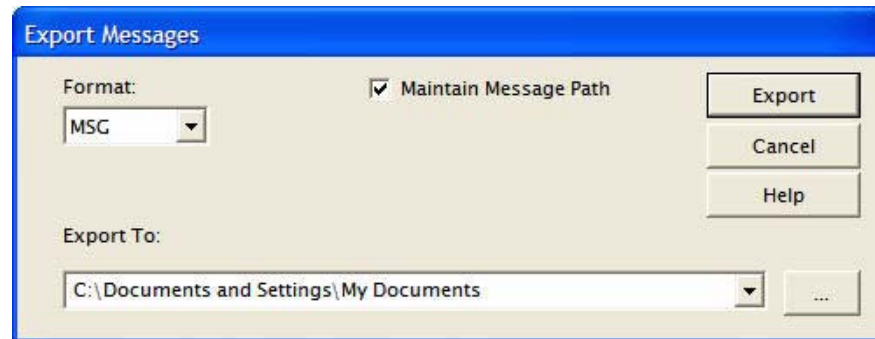 Export Messages
Format:
Maintain Message Path
Export
MSG
Cancel
Help
Export To:
C:\Documents and Settings\My Documents
...